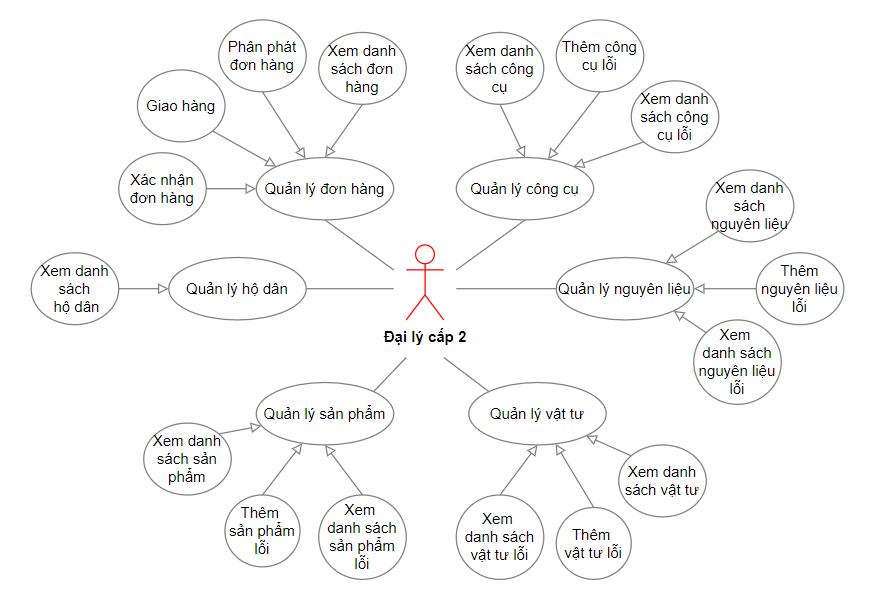 Phân phát
đơn hàng
Xem danh
sách đơn
hàng
Xem danh
sách công
cụ
Thêm công
cụ lỗi
Giao hàng
Xem danh
sách công
cụ lỗi
Xác nhận
đơn hàng
Quản lý đơn hàng
Quản lý công cụ
Xem danh
sách
nguyên liệu
Xem danh
sách
hộ dân
Quản lý hộ dân
Quản lý nguyên liệu
Thêm
nguyên liệu
lỗi
Đại lý cấp 2
Xem
danh sách
nguyên liệu
lỗi
Quản lý sản phẩm
Quản lý vật tư
Xem danh
sách sản
phẩm
Xem danh
sách vật tư
Thêm
sản phẩm
lỗi
Xem
danh sách
sản phẩm
lỗi
Xem
danh sách
vật tư lỗi
Thêm
vật tư lỗi